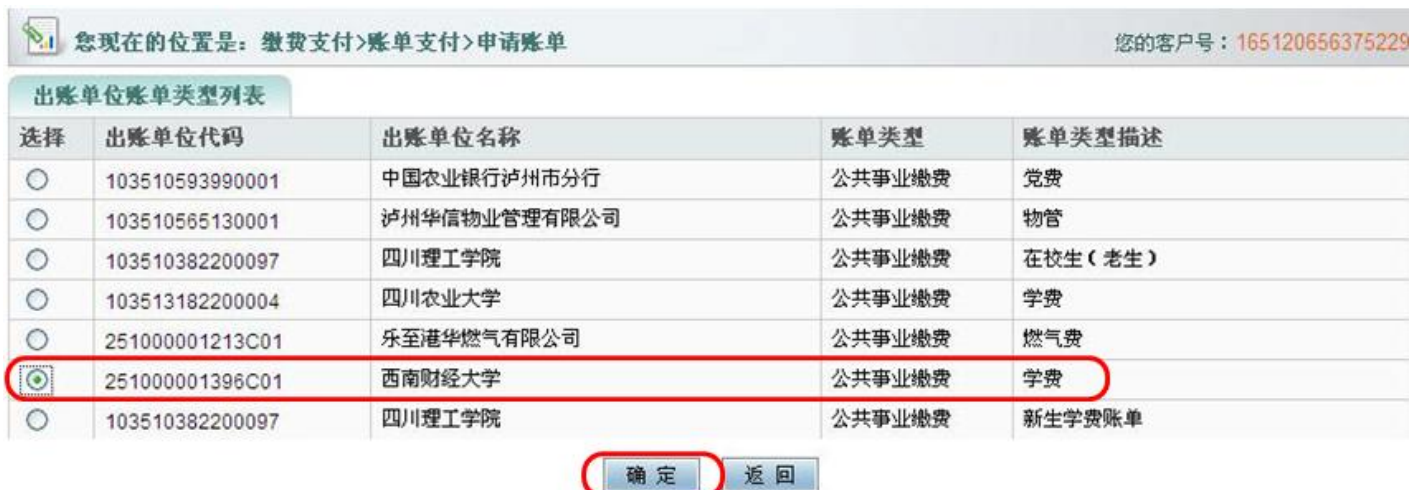 您现在的位置是：缴费支付>账单支付>申请账单 您的客户号：165120656375229
出账单位账单类型列表
选择 出账单位代码 出账单位名称 账单类型 账单类型描述
103510593990001 中国农业银行泸州市分行 公共事业缴费 党费
103510565130001 泸州华信物业管理有限公司 公共事业缴费 物管
103510382200097 四川理工学院 公共事业缴费 在校生（老生）
103513182200004 四川农业大学 公共事业缴费 学费
251000001213C01 乐至港华燃气有限公司 公共事业缴费 燃气费
251000001396C01 西南财经大学 公共事业缴费 学费
103510382200097 四川理工学院 公共事业缴费 新生学费账单
确 定 返 回